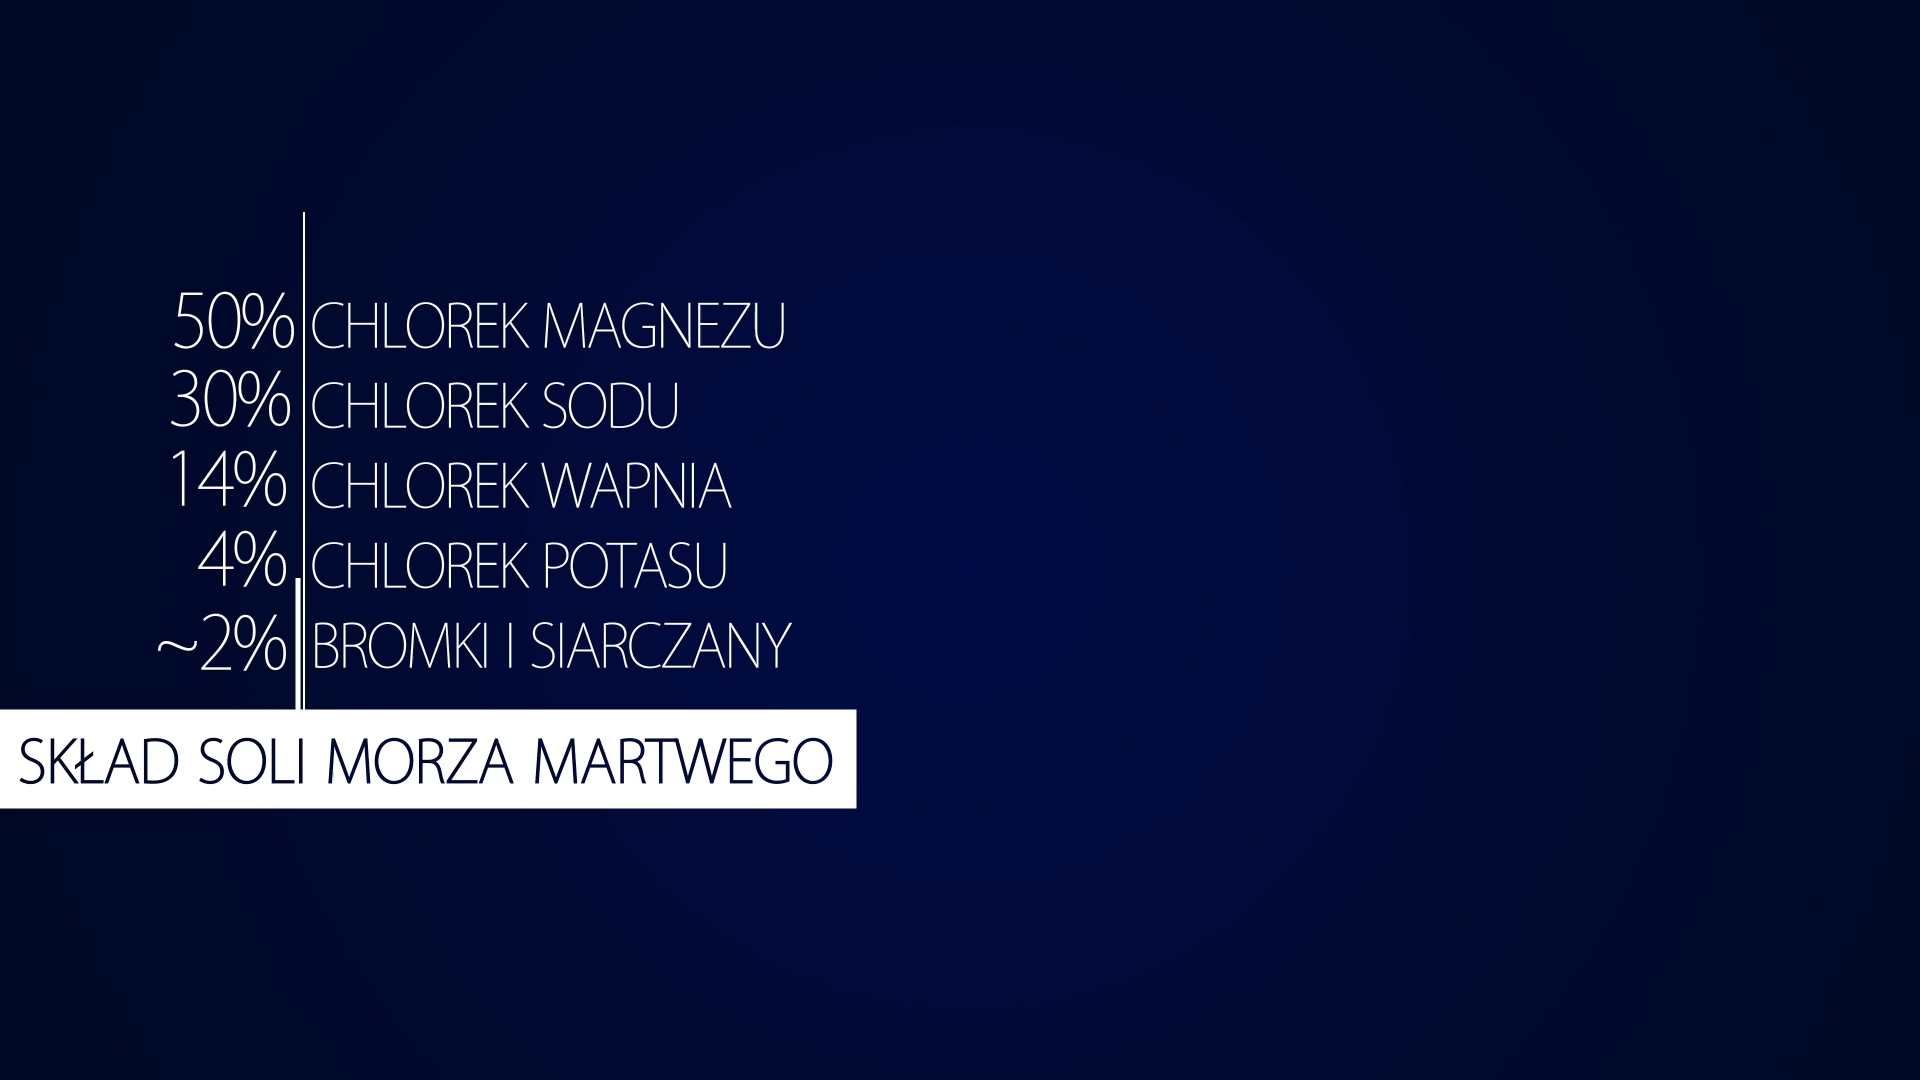 50% CHLOREK MAGNEZU
30% CHLOREK SODU
14% CHLOREK WAPNIA
4% CHLOREK POTASU
~2% BROMKI I SIARCZANY
SKŁAD SOLI MORZA MARTWEGO